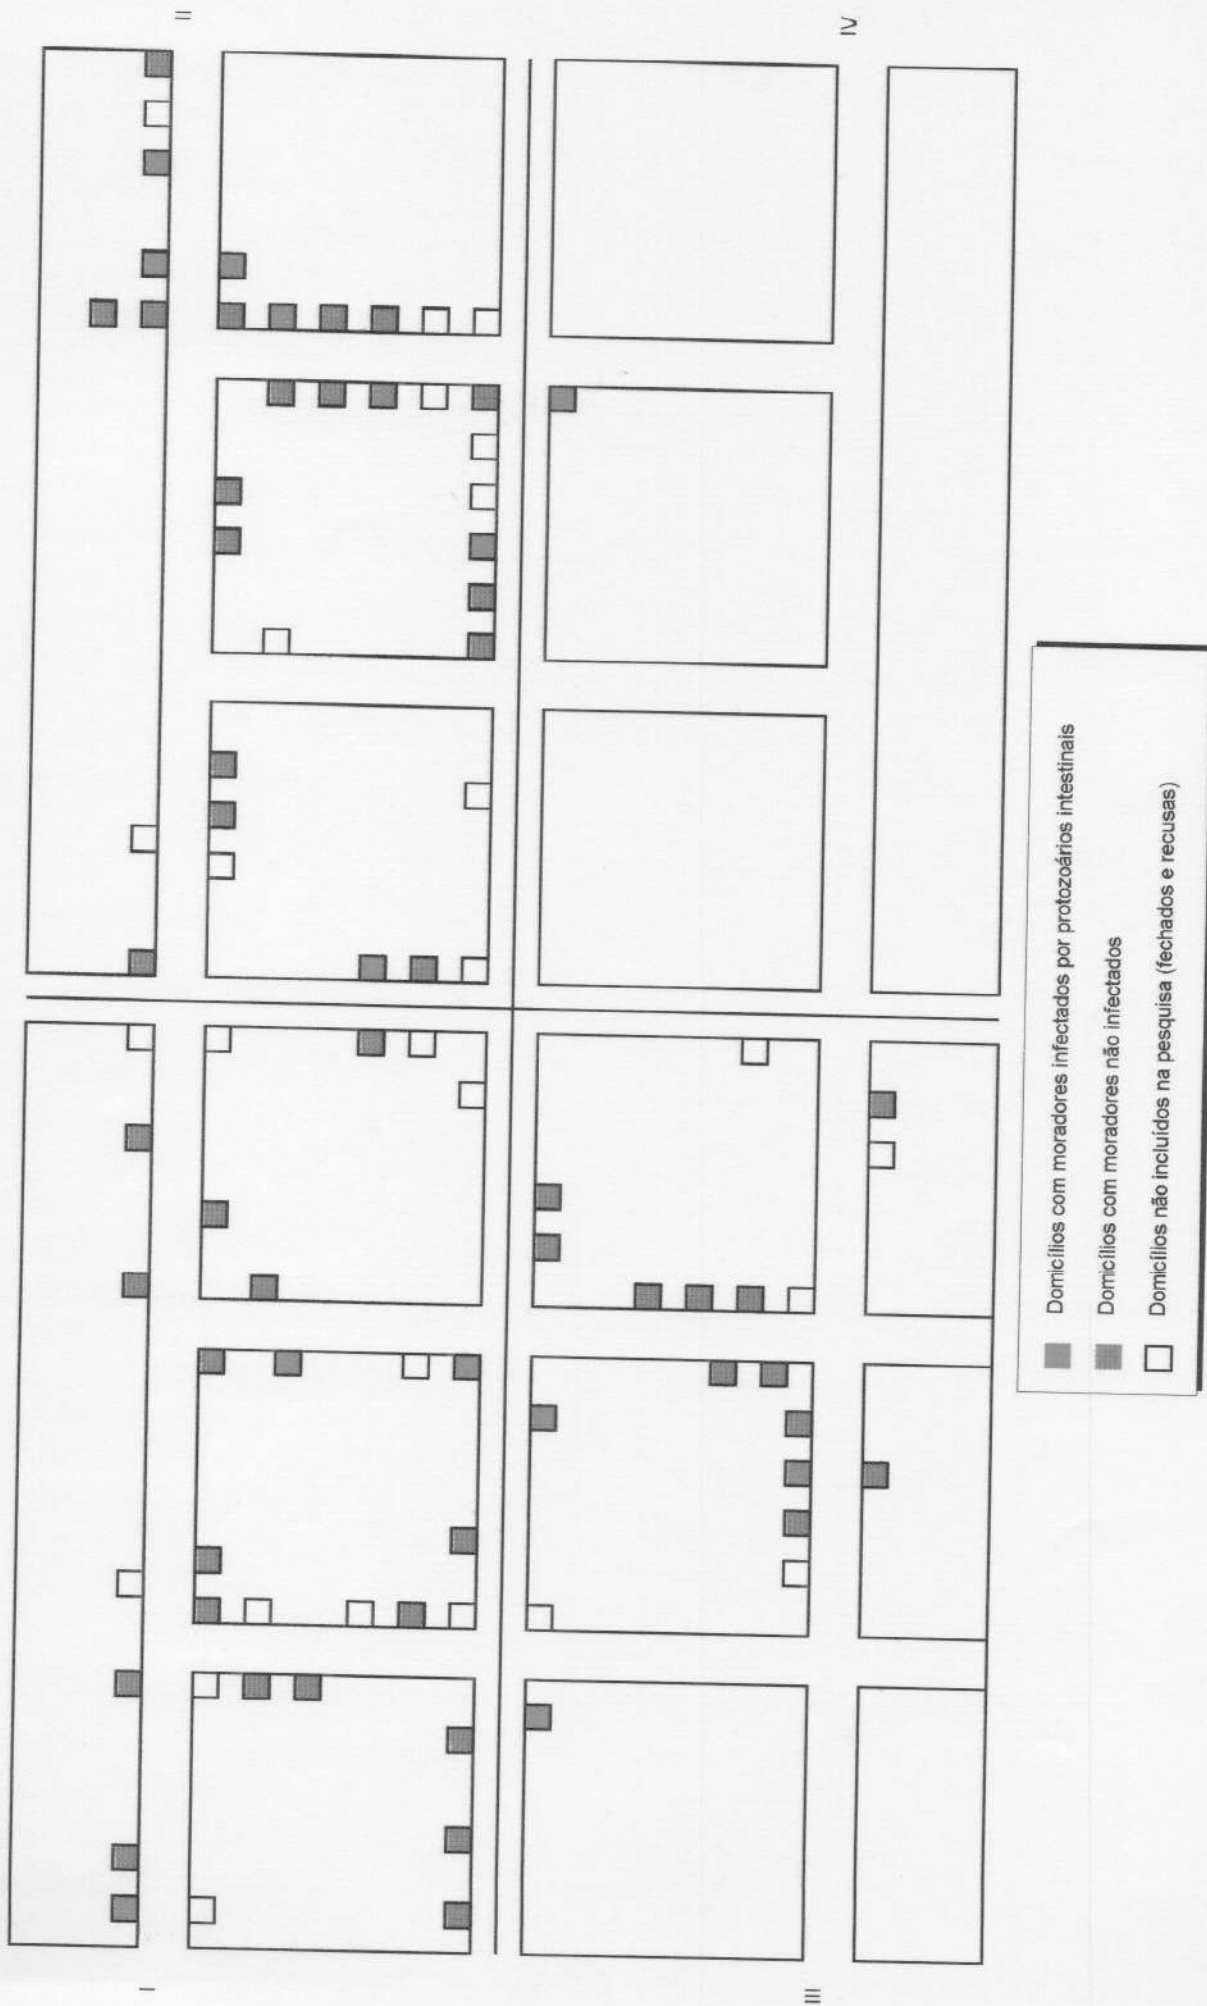 I
II
III
IV
Domicílios com moradores infectados por protozoários intestinais
Domicílios com moradores não infectados
Domicílios não incluídos na pesquisa (fechados e recusas)